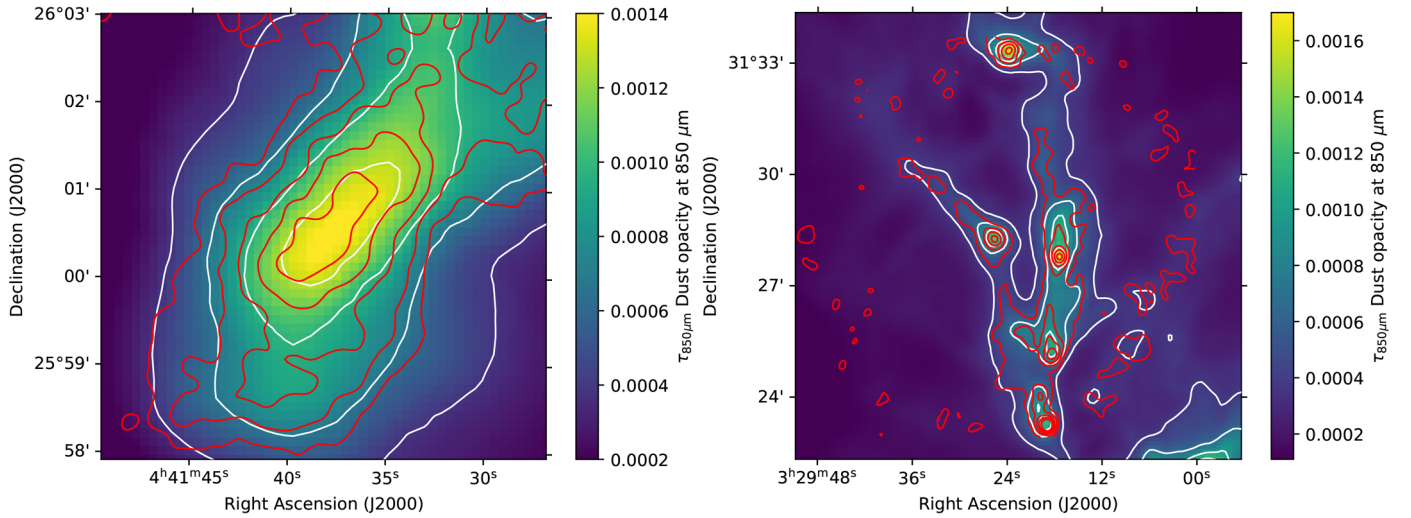 26°03'
02'
01'
00'
25°59'
58'
Declination (J2000)
4ʰ41ᵐ45ˢ
40ˢ
35ˢ
30ˢ
Right Ascension (J2000)
0.0014
0.0012
0.0010
0.0008
0.0006
0.0004
0.0002
τ850μm Dust opacity at 850 μm
31°33'
30'
27'
24'
Declination (J2000)
3ʰ29ᵐ48ˢ
36ˢ
24ˢ
12ˢ
00ˢ
Right Ascension (J2000)
0.0016
0.0014
0.0012
0.0010
0.0008
0.0006
0.0004
0.0002
τ850μm Dust opacity at 850 μm